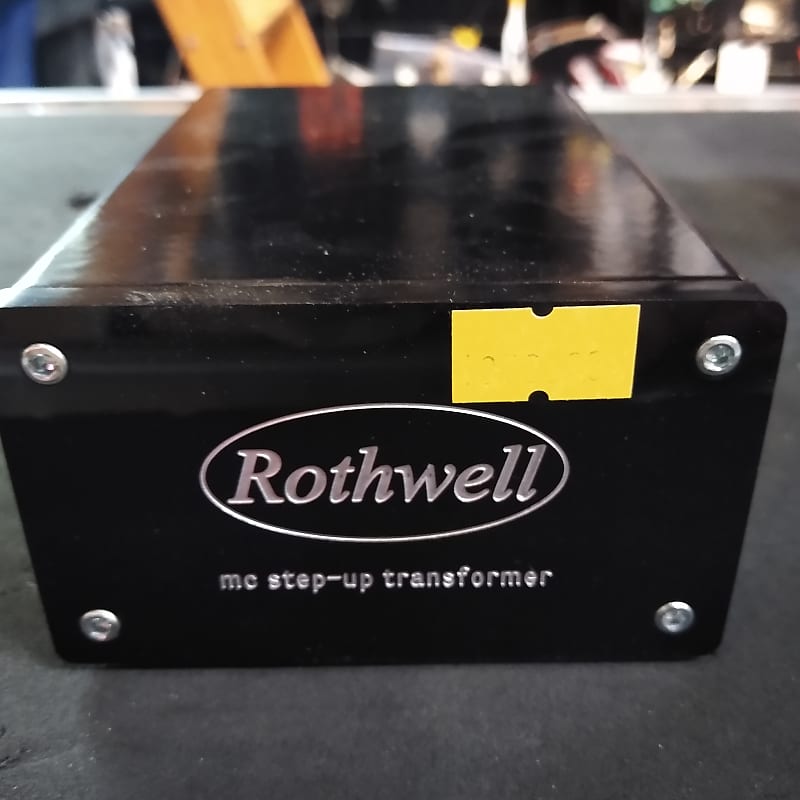 Rothwell
mc step-up transformer